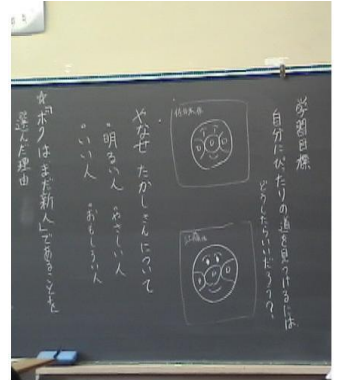 学習目標
自分にぴったりの道を見つけるには
どうしたらいいだろう?
やなせ たかしさんについて
・明るい人 ・やさしい人
・いい人 ・おもしろい人
☆「ボクはまだ新人」であることを
選んだ理由